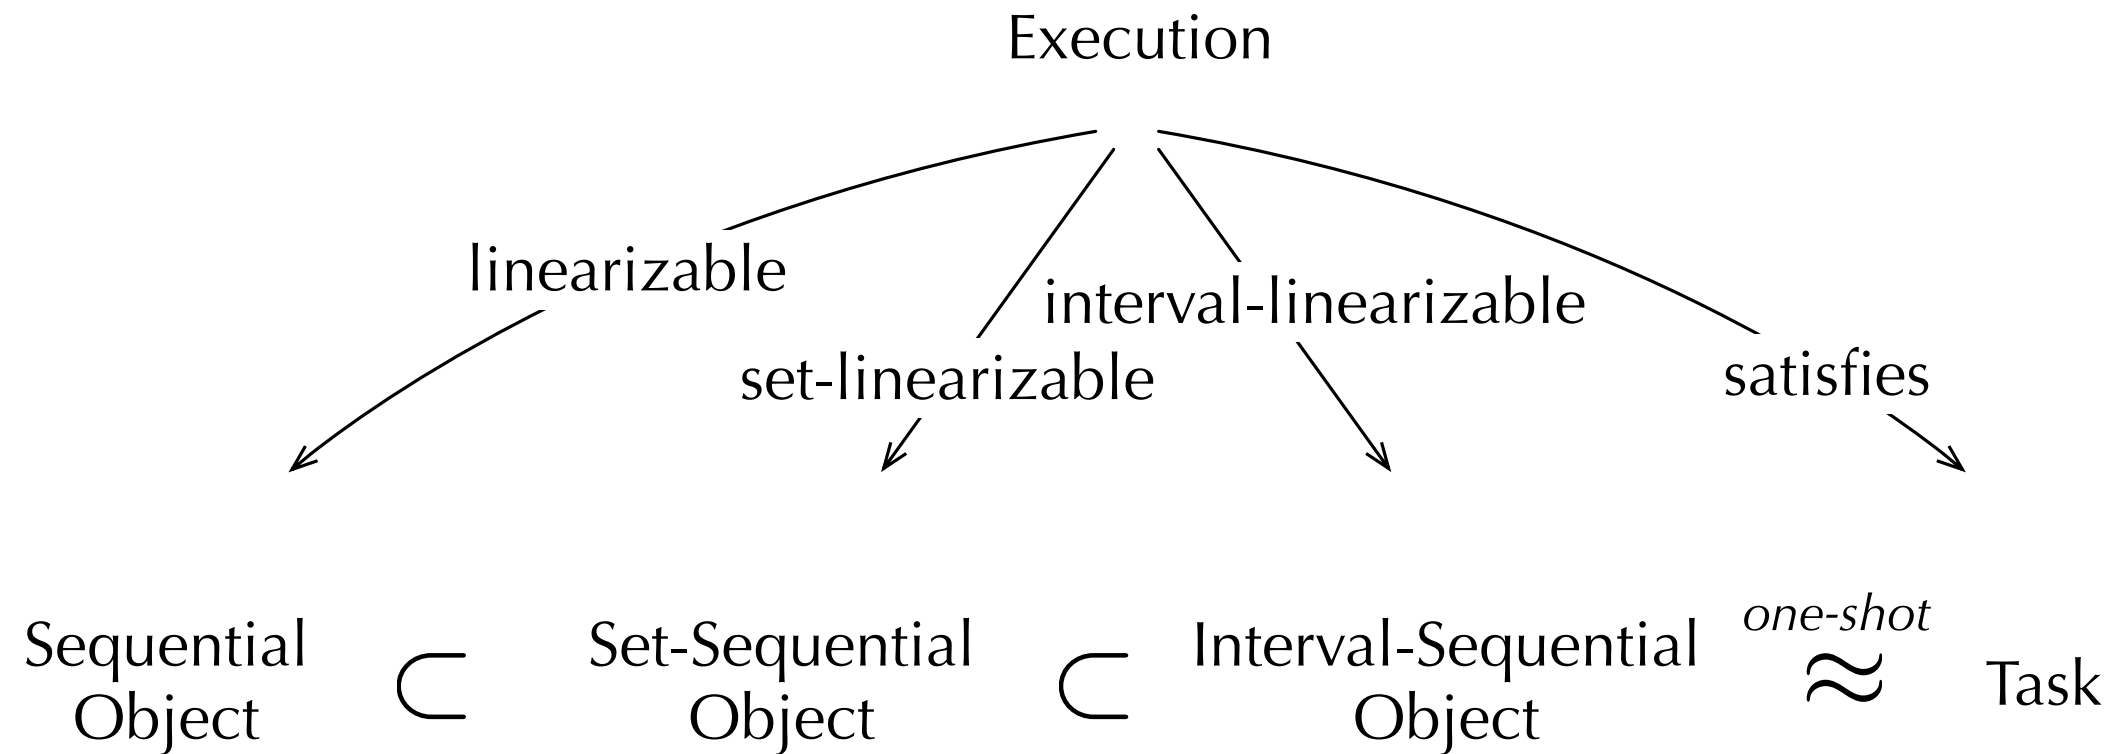 Execution
linearizable
interval-linearizable
set-linearizable
satisfies
Sequential
Object
⊂
Set-Sequential
Object
⊂
Interval-Sequential
Object
one-shot
≈
Task